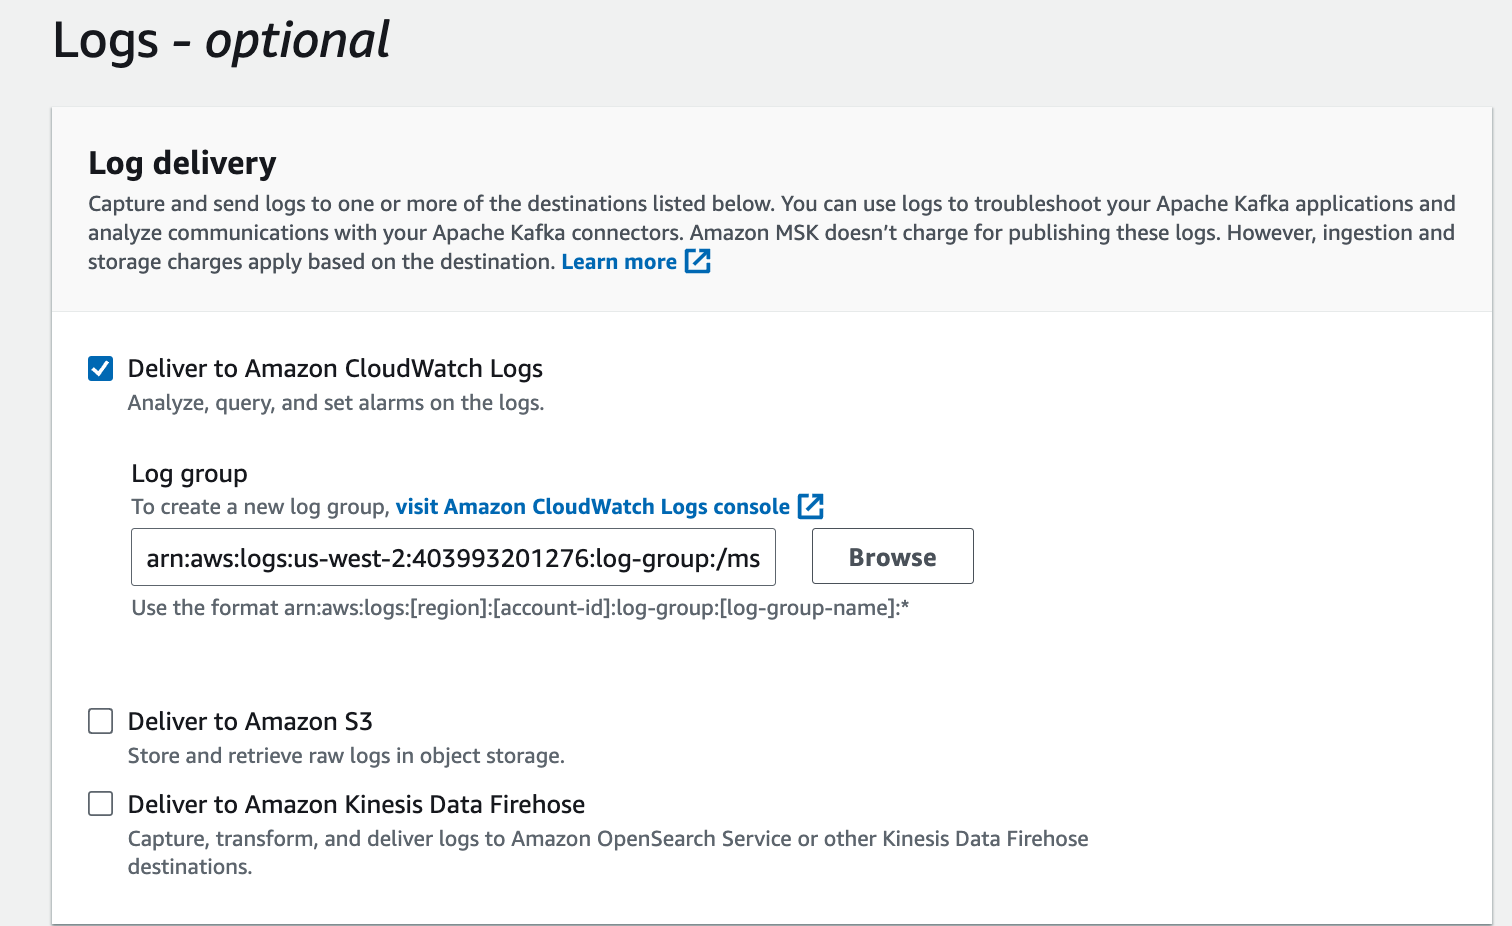 Logs - optional
Log delivery
Capture and send logs to one or more of the destinations listed below. You can use logs to troubleshoot your Apache Kafka applications and
analyze communications with your Apache Kafka connectors. Amazon MSK doesn’t charge for publishing these logs. However, ingestion and
storage charges apply based on the destination. Learn more
Deliver to Amazon CloudWatch Logs
Analyze, query, and set alarms on the logs.
Log group
To create a new log group, visit Amazon CloudWatch Logs console
arn:aws:logs:us-west-2:403993201276:log-group:/ms
Browse
Use the format arn:aws:logs:[region]:[account-id]:log-group:[log-group-name]:*
Deliver to Amazon S3
Store and retrieve raw logs in object storage.
Deliver to Amazon Kinesis Data Firehose
Capture, transform, and deliver logs to Amazon OpenSearch Service or other Kinesis Data Firehose
destinations.